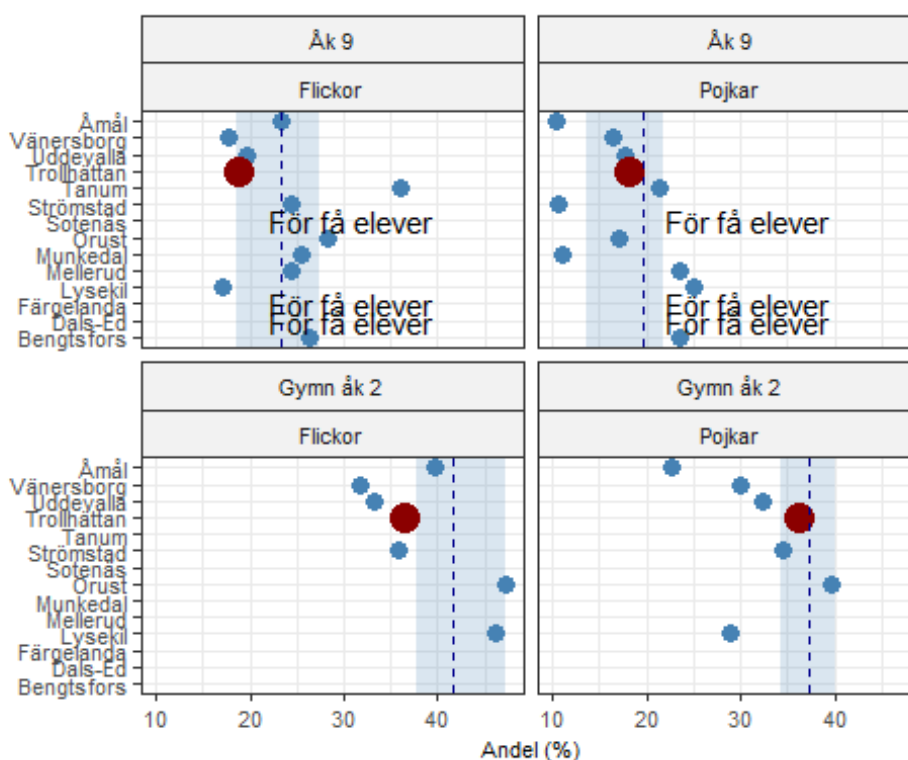 Åk 9
Åk 9
Flickor
Pojkar
Åmål
Vänersborg
Uddevalla
Trollhättan
Tanum
Strömstad
Sotenäs
För få elever
För få elever
Orust
Munkedal
Mellerud
Lysekil
Färgelanda
För få elever
För få elever
Dals-Ed
För få elever
För få elever
Bengtsfors
Gymn åk 2
Gymn åk 2
Flickor
Pojkar
Åmål
Vänersborg
Uddevalla
Trollhättan
Tanum
Strömstad
Sotenäs
Orust
Munkedal
Mellerud
Lysekil
Färgelanda
Dals-Ed
Bengtsfors
10 20 30 40
10 20 30 40
Andel (%)